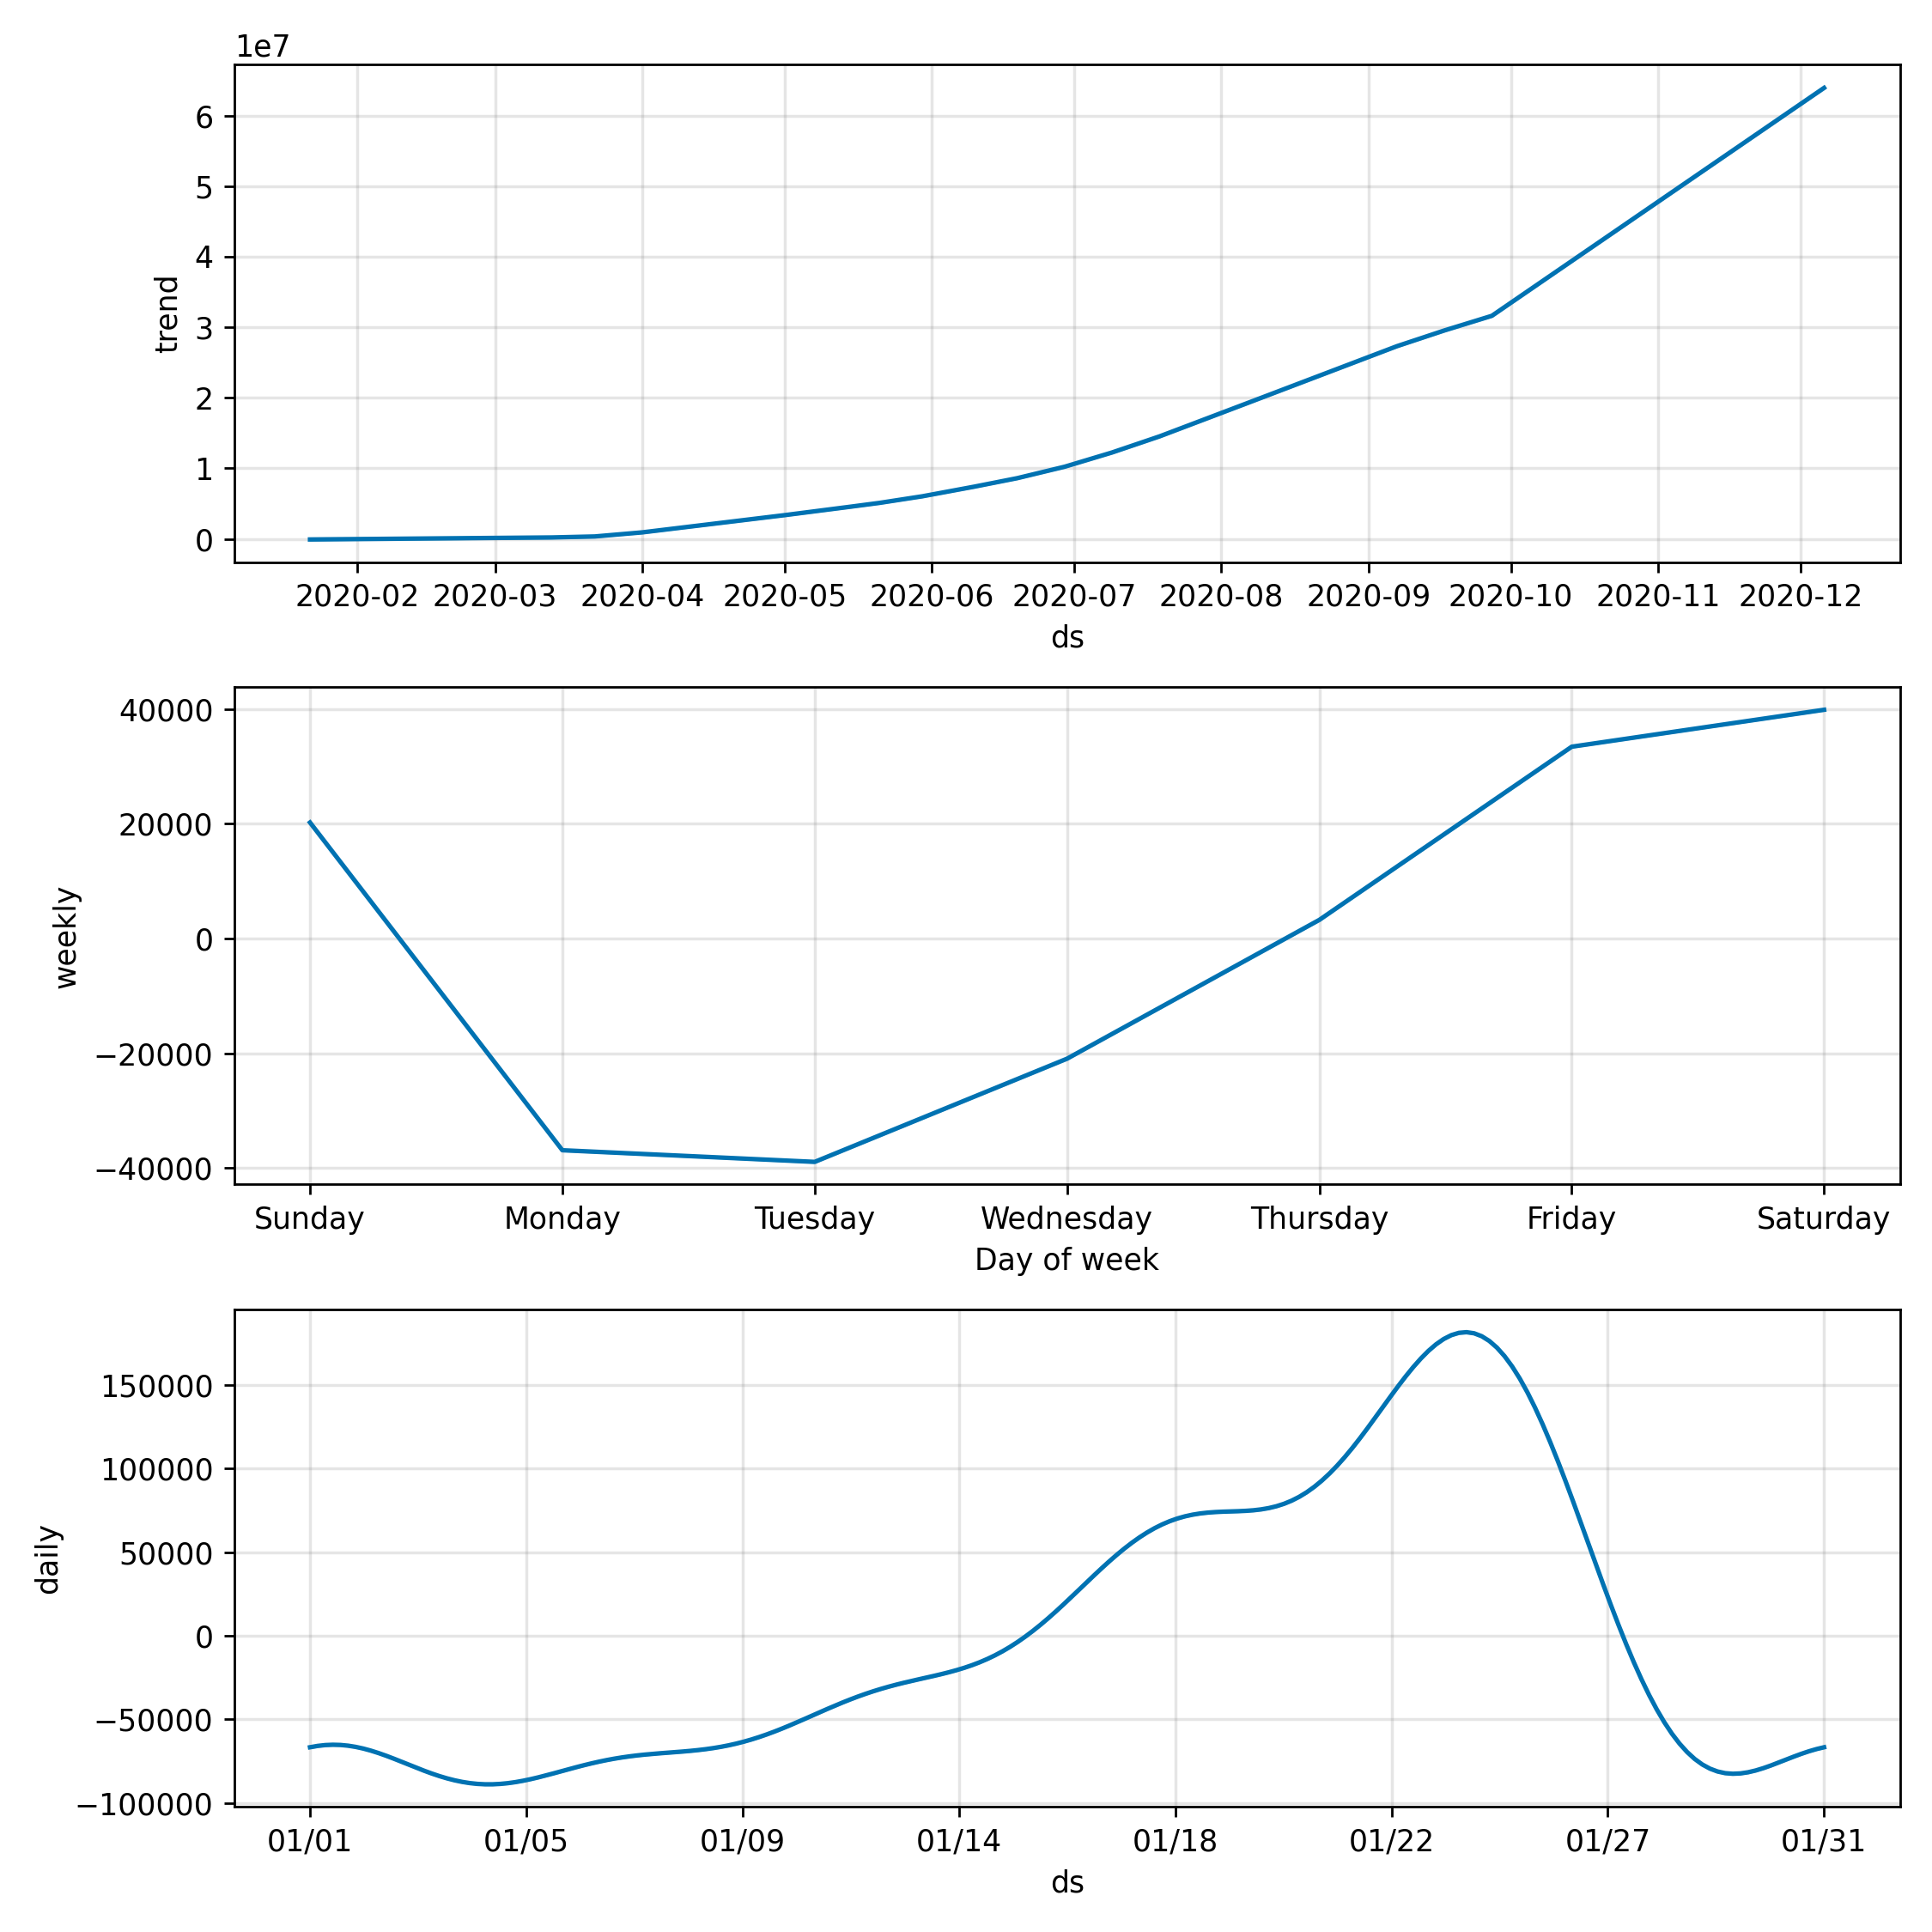 1e7
6
5
4
3
2
1
0
trend
2020-02 2020-03 2020-04 2020-05 2020-06 2020-07 2020-08 2020-09 2020-10 2020-11 2020-12
ds
40000
20000
0
−20000
−40000
weekly
Sunday Monday Tuesday Wednesday Thursday Friday Saturday
Day of week
150000
100000
50000
0
−50000
−100000
daily
01/01 01/05 01/09 01/14 01/18 01/22 01/27 01/31
ds